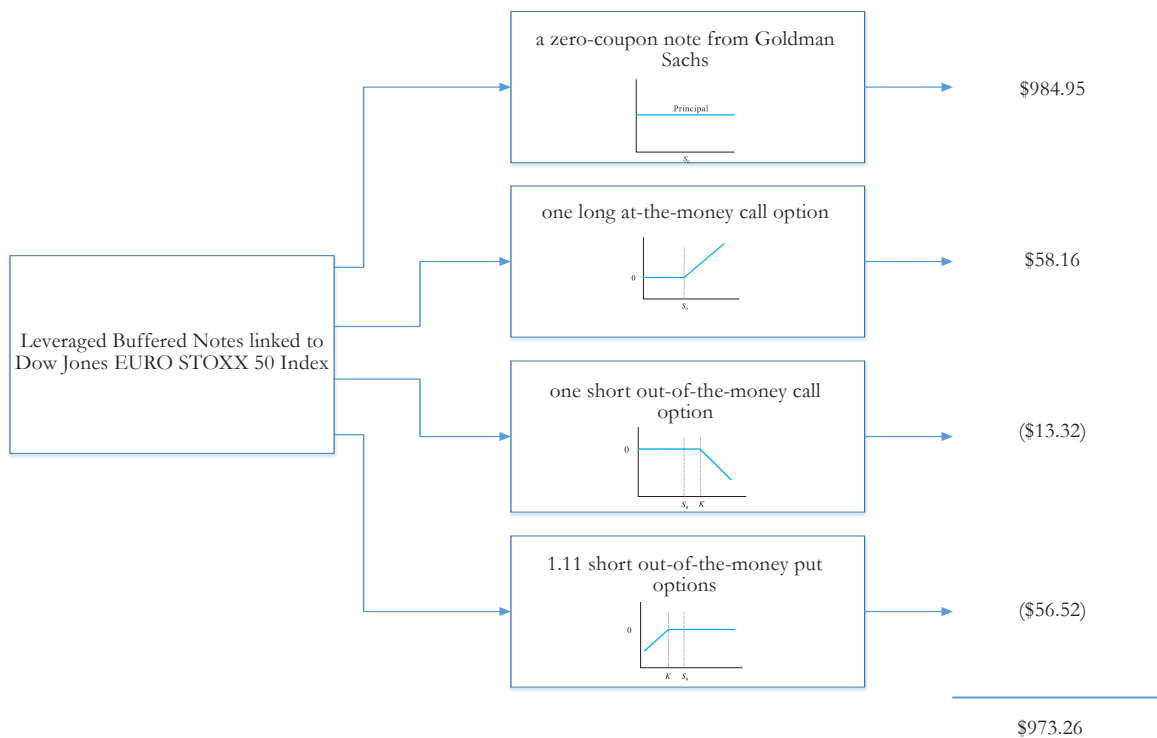 a zero-coupon note from Goldman
Sachs
Principal
S₀
$984.95
one long at-the-money call option
0
S₀
$58.16
Leveraged Buffered Notes linked to
Dow Jones EURO STOXX 50 Index
one short out-of-the-money call
option
0
S₀ K
($13.32)
1.11 short out-of-the-money put
options
0
K S₀
($56.52)
$973.26